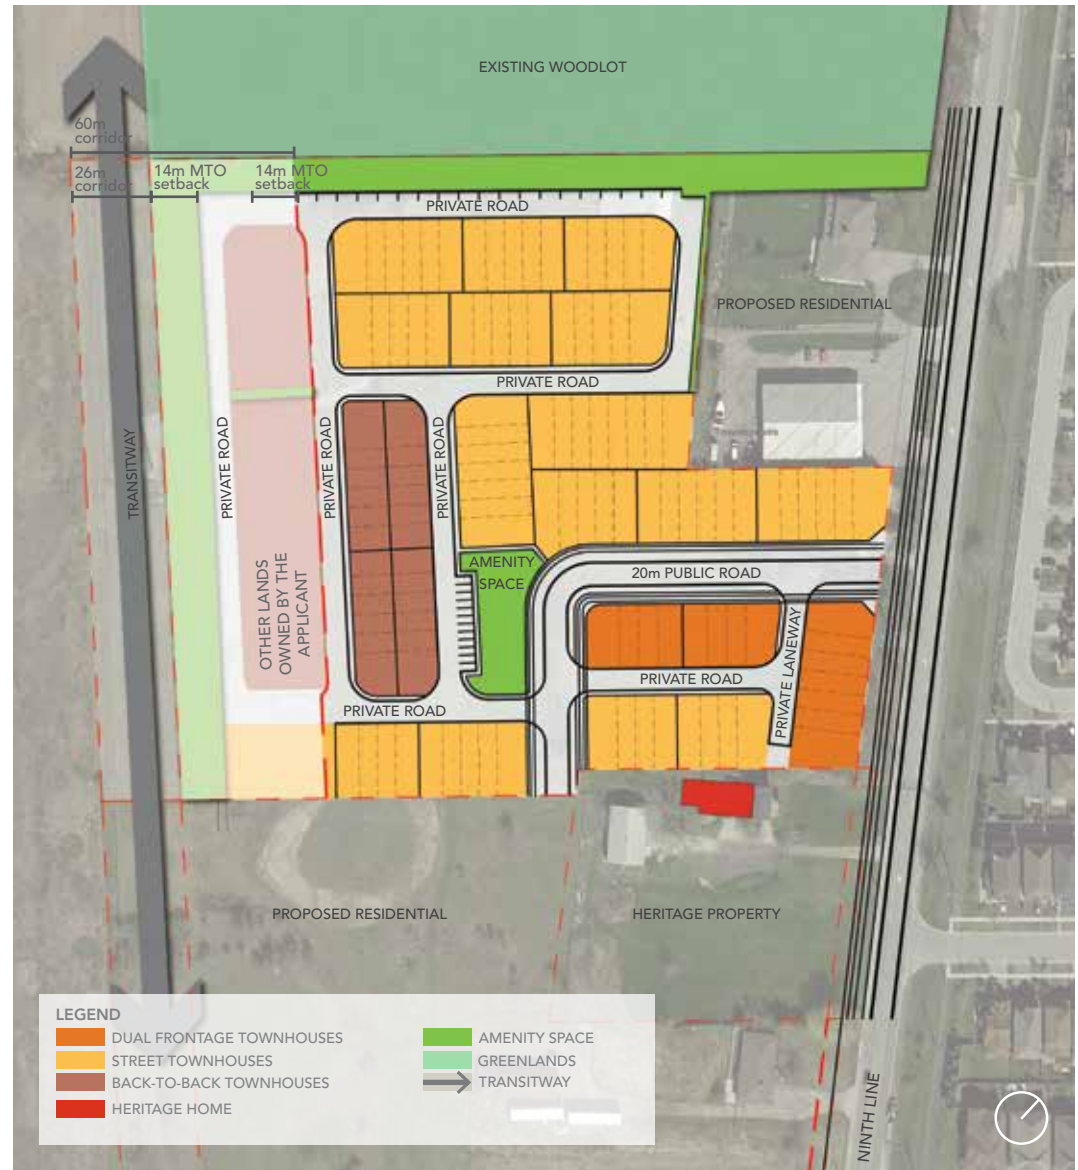 EXISTING WOODLOT
60m
corridor
26m
corridor
14m MTO
setback
14m MTO
setback
PRIVATE ROAD
PROPOSED RESIDENTIAL
PRIVATE ROAD
TRANSITWAY
PRIVATE ROAD
PRIVATE ROAD
PRIVATE ROAD
OTHER LANDS
OWNED BY THE
APPLICANT
AMENITY
SPACE
20m PUBLIC ROAD
PRIVATE LANEWAY
PRIVATE ROAD
PRIVATE ROAD
PROPOSED RESIDENTIAL
HERITAGE PROPERTY
LEGEND
DUAL FRONTAGE TOWNHOUSES
STREET TOWNHOUSES
BACK-TO-BACK TOWNHOUSES
HERITAGE HOME
AMENITY SPACE
GREENLANDS
TRANSITWAY
NINTH LINE